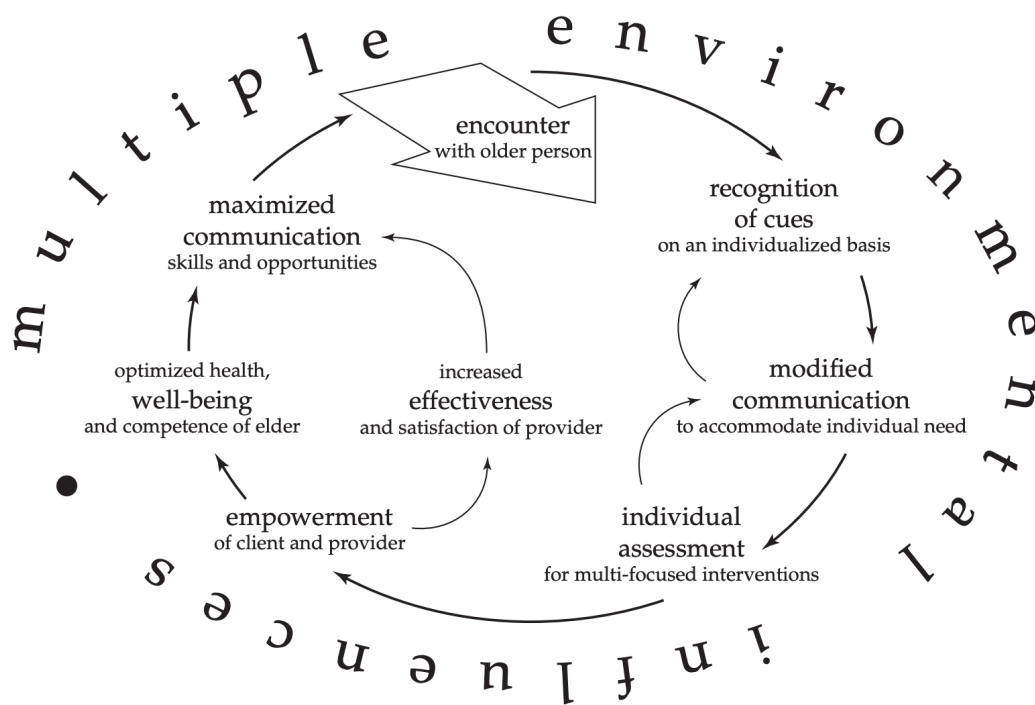 multiple environmental influences •
encounter
with older person
recognition
of cues
on an individualized basis
modified
communication
to accommodate individual need
individual
assessment
for multi-focused interventions
empowerment
of client and provider
optimized health,
well-being
and competence of elder
increased
effectiveness
and satisfaction of provider
maximized
communication
skills and opportunities